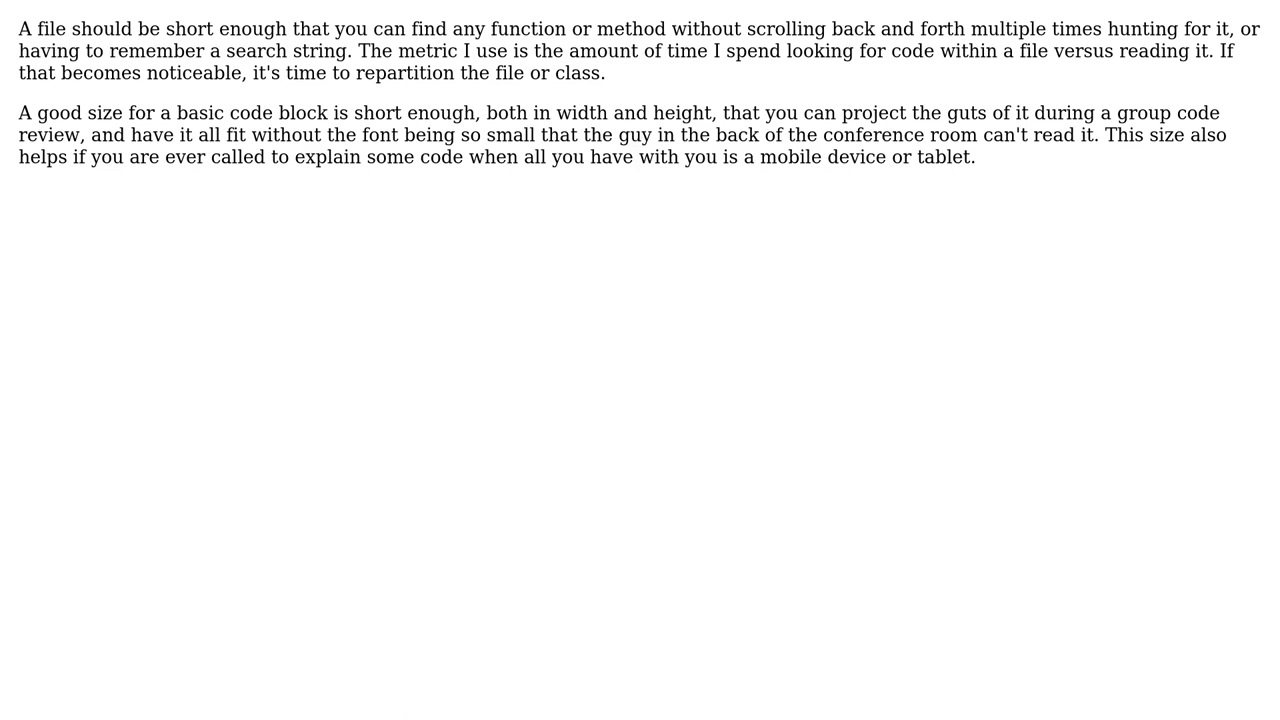 A file should be short enough that you can find any function or method without scrolling back and forth multiple times hunting for it, or
having to remember a search string. The metric I use is the amount of time I spend looking for code within a file versus reading it. If
that becomes noticeable, it's time to repartition the file or class.
A good size for a basic code block is short enough, both in width and height, that you can project the guts of it during a group code
review, and have it all fit without the font being so small that the guy in the back of the conference room can't read it. This size also
helps if you are ever called to explain some code when all you have with you is a mobile device or tablet.